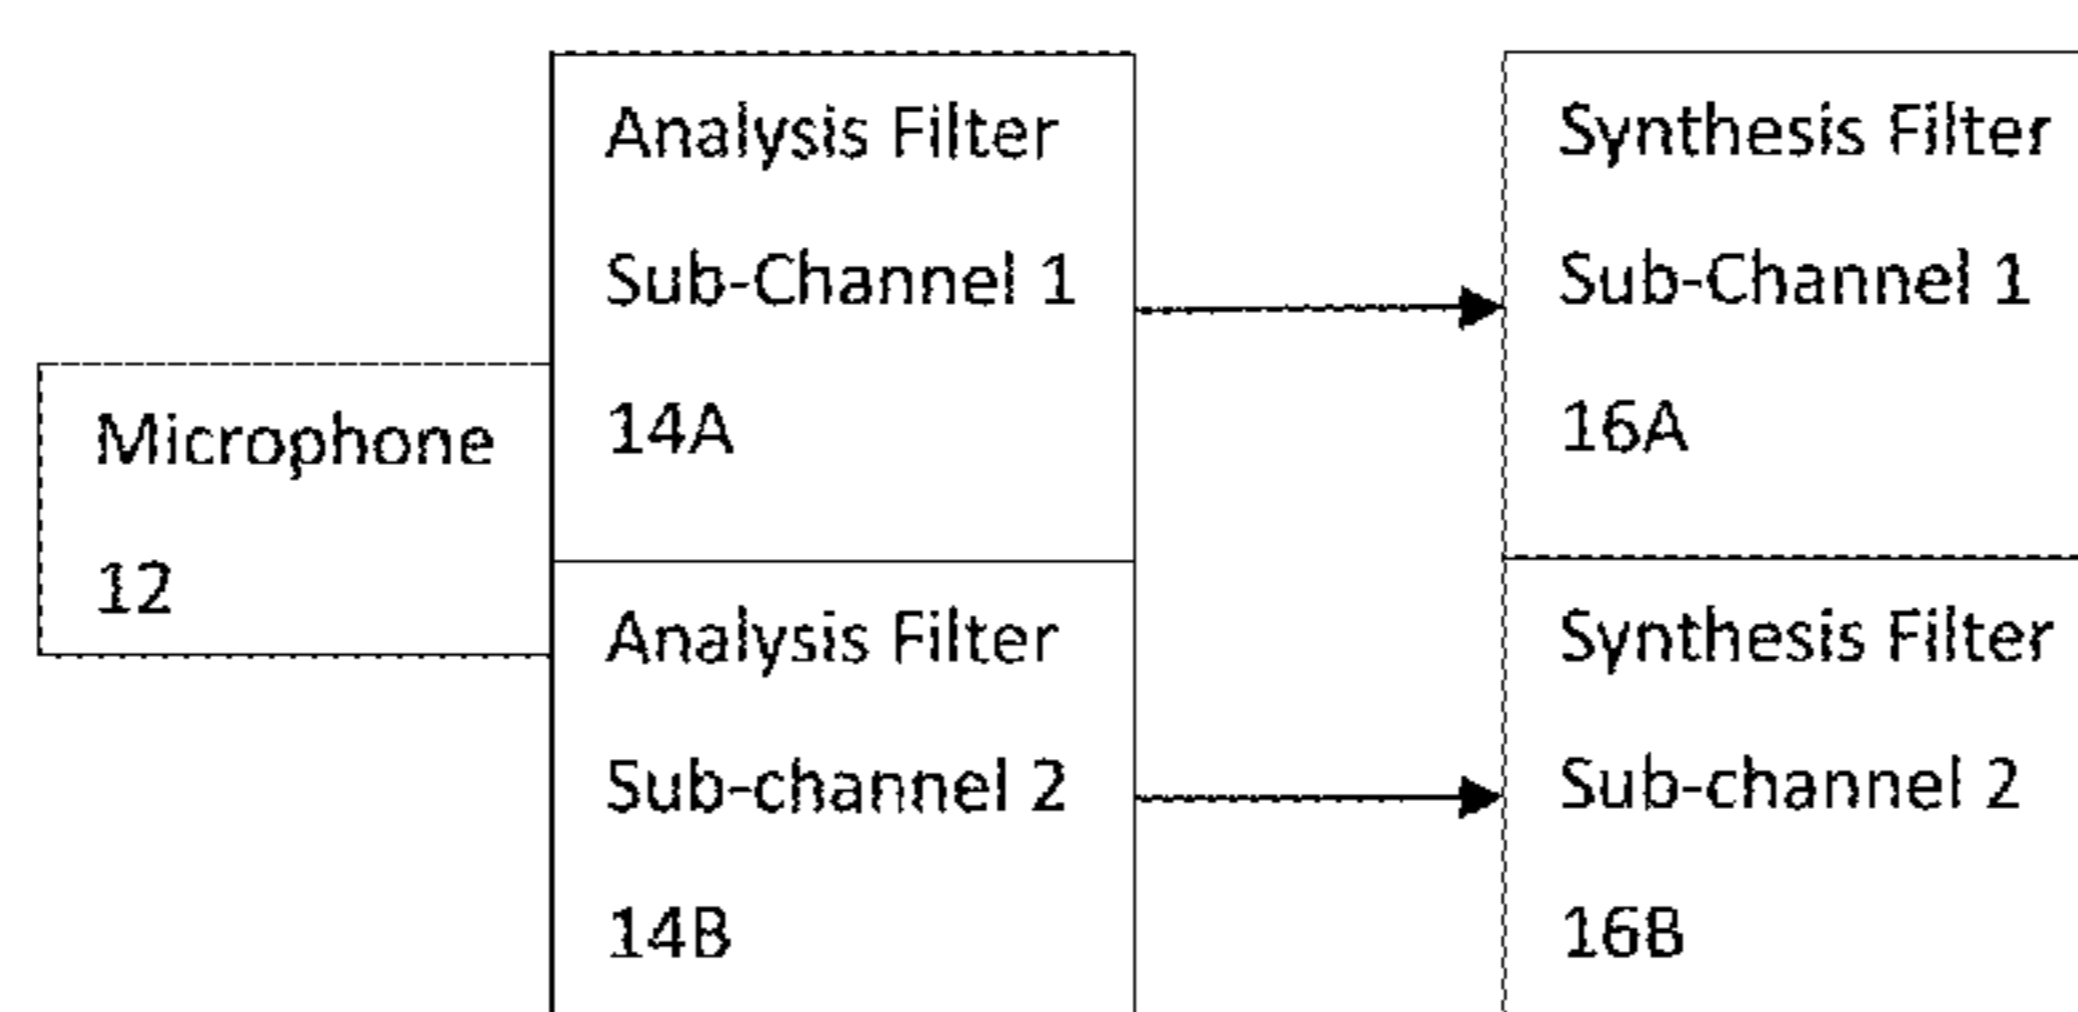 Microphone
12
Analysis Filter
Sub-Channel 1
14A
Analysis Filter
Sub-channel 2
14B
Synthesis Filter
Sub-Channel 1
16A
Synthesis Filter
Sub-channel 2
16B